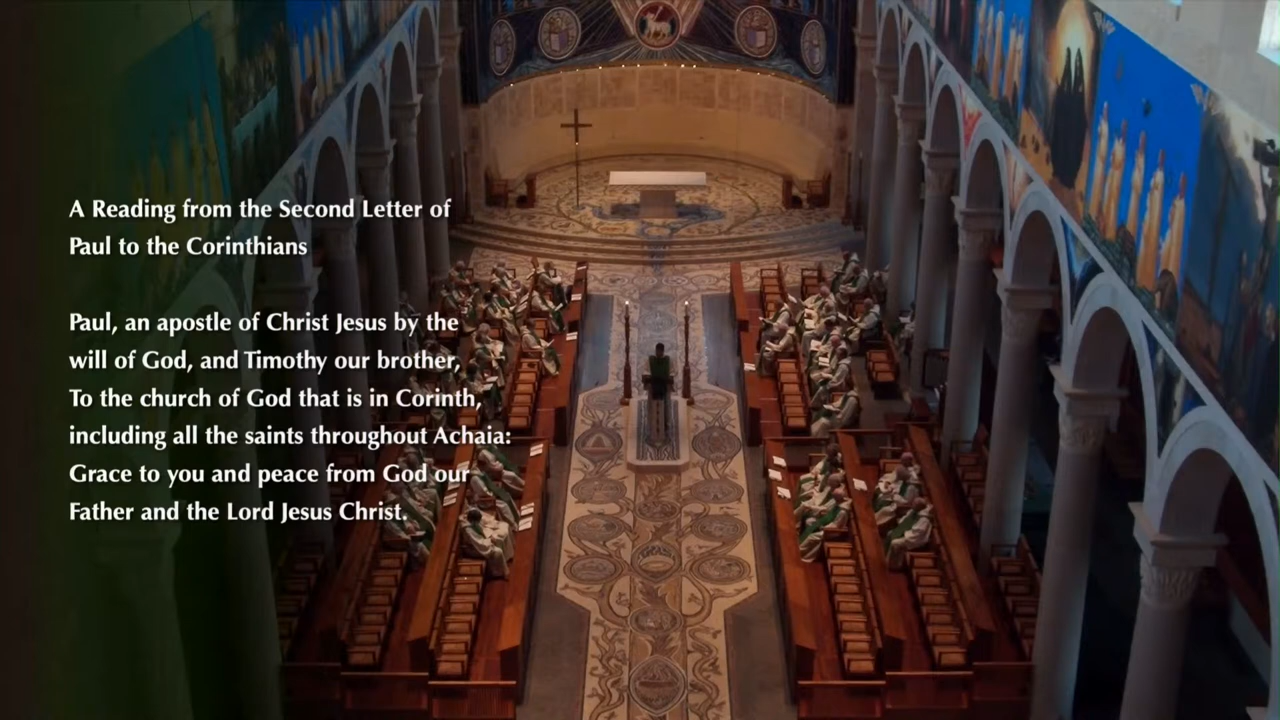 A Reading from the Second Letter of
Paul to the Corinthians
Paul, an apostle of Christ Jesus by the
will of God, and Timothy our brother,
To the church of God that is in Corinth,
including all the saints throughout Achaia:
Grace to you and peace from God our
Father and the Lord Jesus Christ.